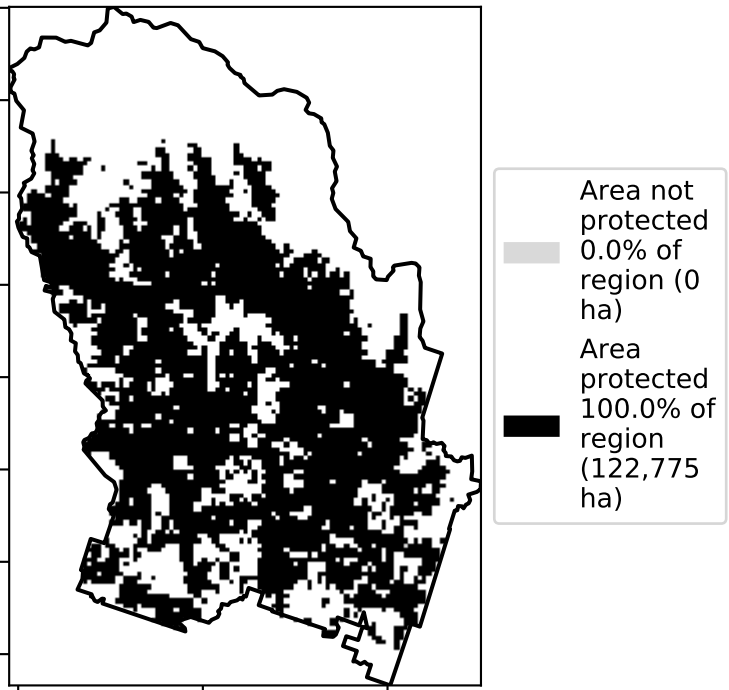 Area not
protected
0.0% of
region (0
ha)
Area
protected
100.0% of
region
(122,775
ha)